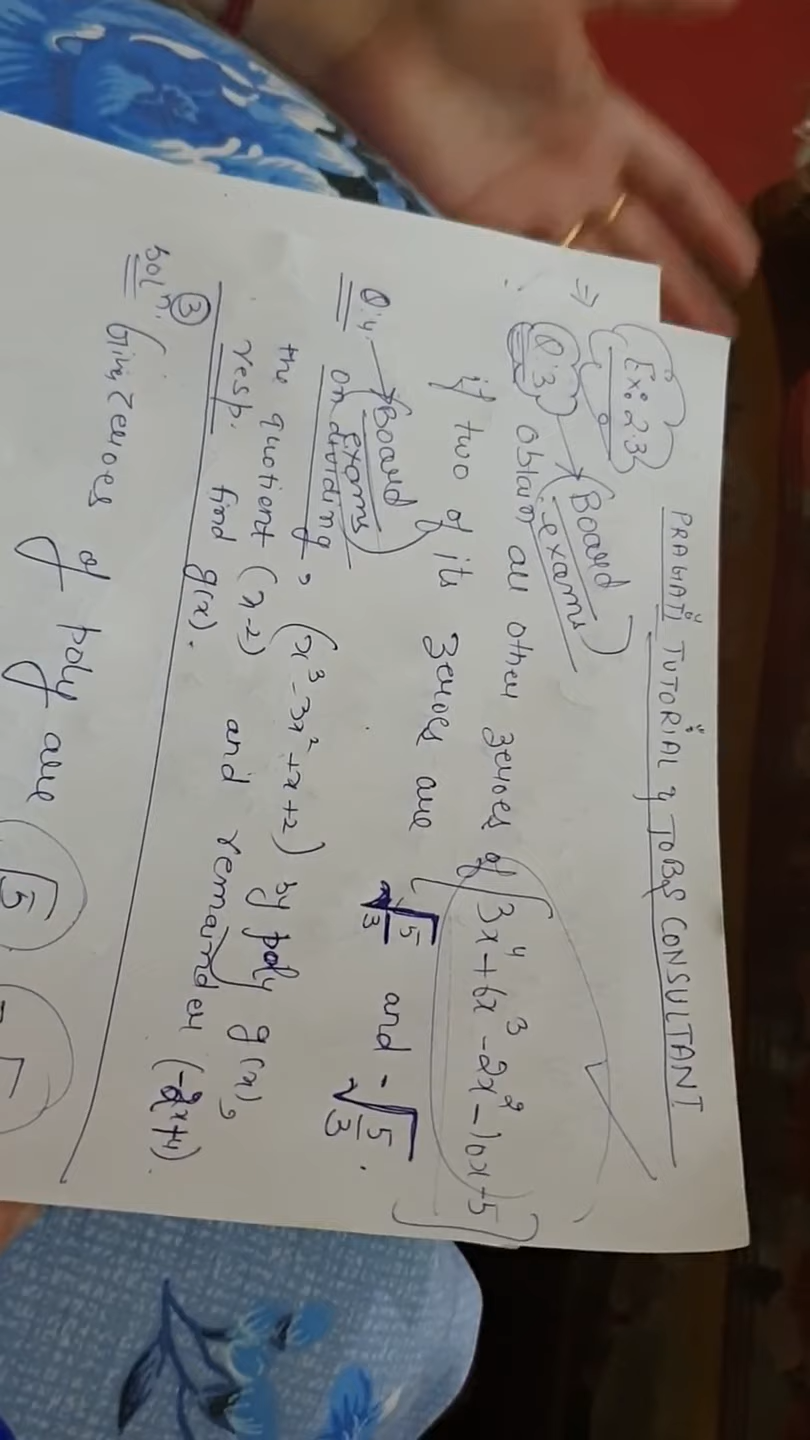 PRAGATI TUTORIAL & JOBS CONSULTANT
Ex: 2.3
⇒ Q.3 → Board exams
obtain all other zeroes of [3x⁴+6x³-2x²-10x+5]
if two of its zeroes are √5/3 and -√5/3.
Q.4. → Board exams
on dividing, (x³-3x²+x+2) by poly g(x),
the quotient (x-2) and remainder (-2x+4).
resp. find g(x).
③
Solⁿ. Given, zeroes of poly are √5